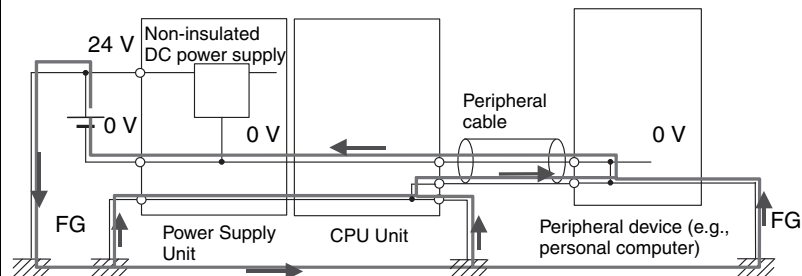 24 V
Non-insulated
DC power supply
0 V
0 V
Peripheral
cable
0 V
FG
Power Supply
Unit
CPU Unit
Peripheral device (e.g.,
personal computer)
FG